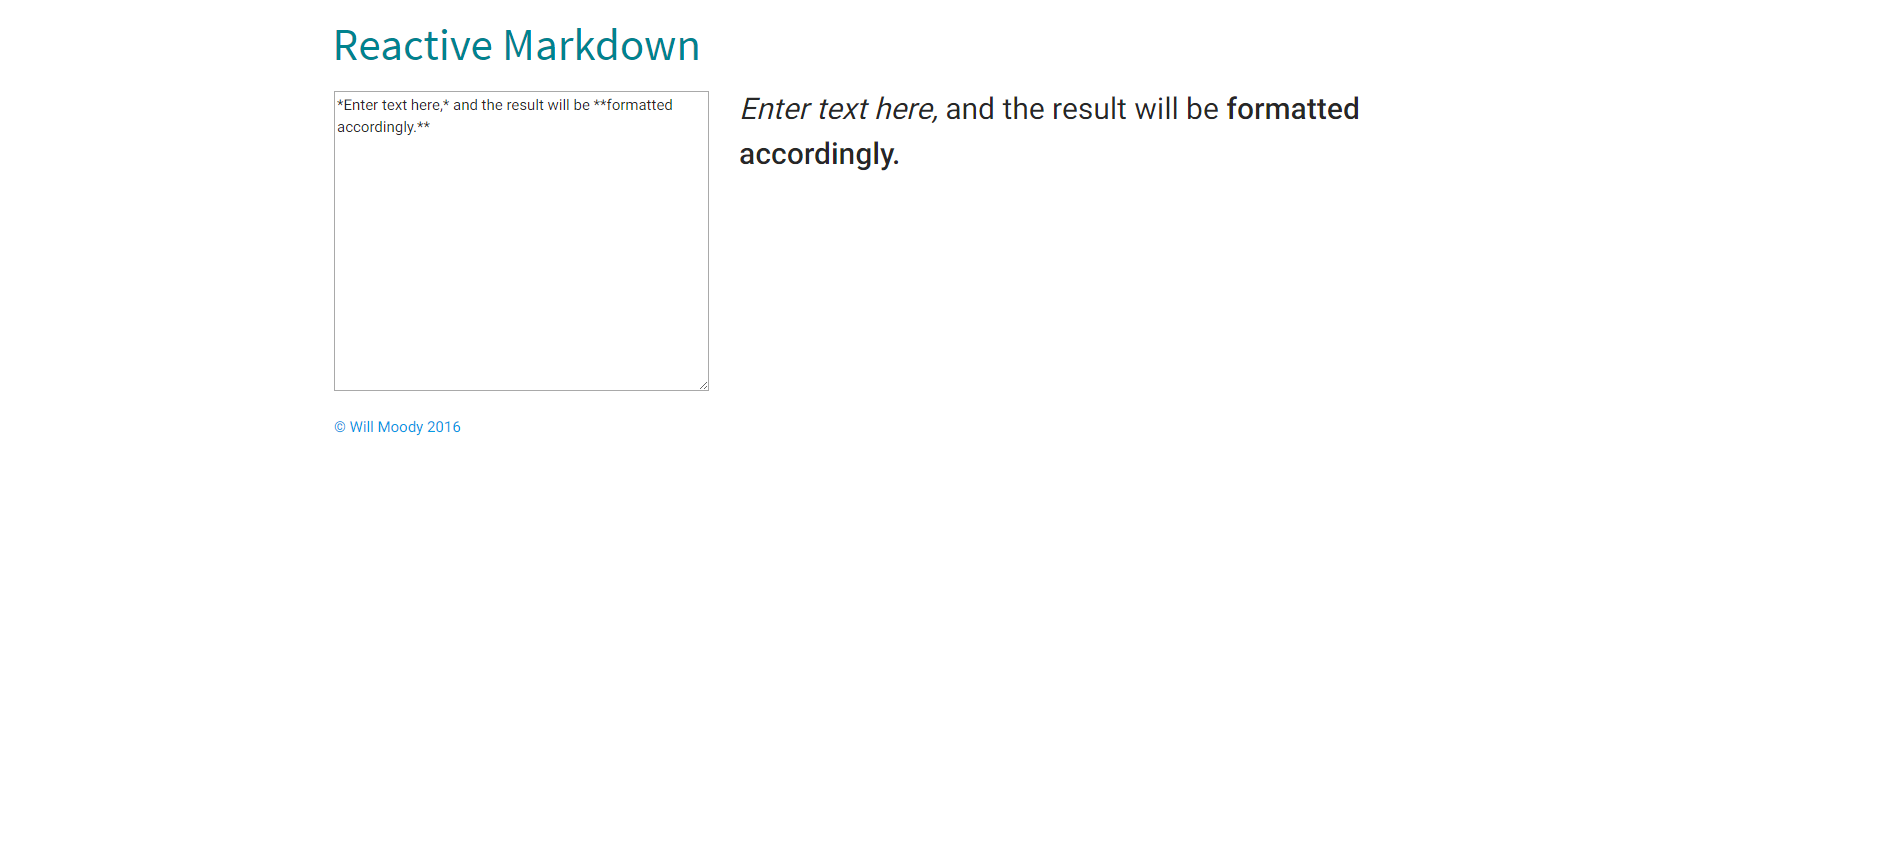 Reactive Markdown
*Enter text here,* and the result will be **formatted
accordingly.**
Enter text here, and the result will be formatted
accordingly.
© Will Moody 2016